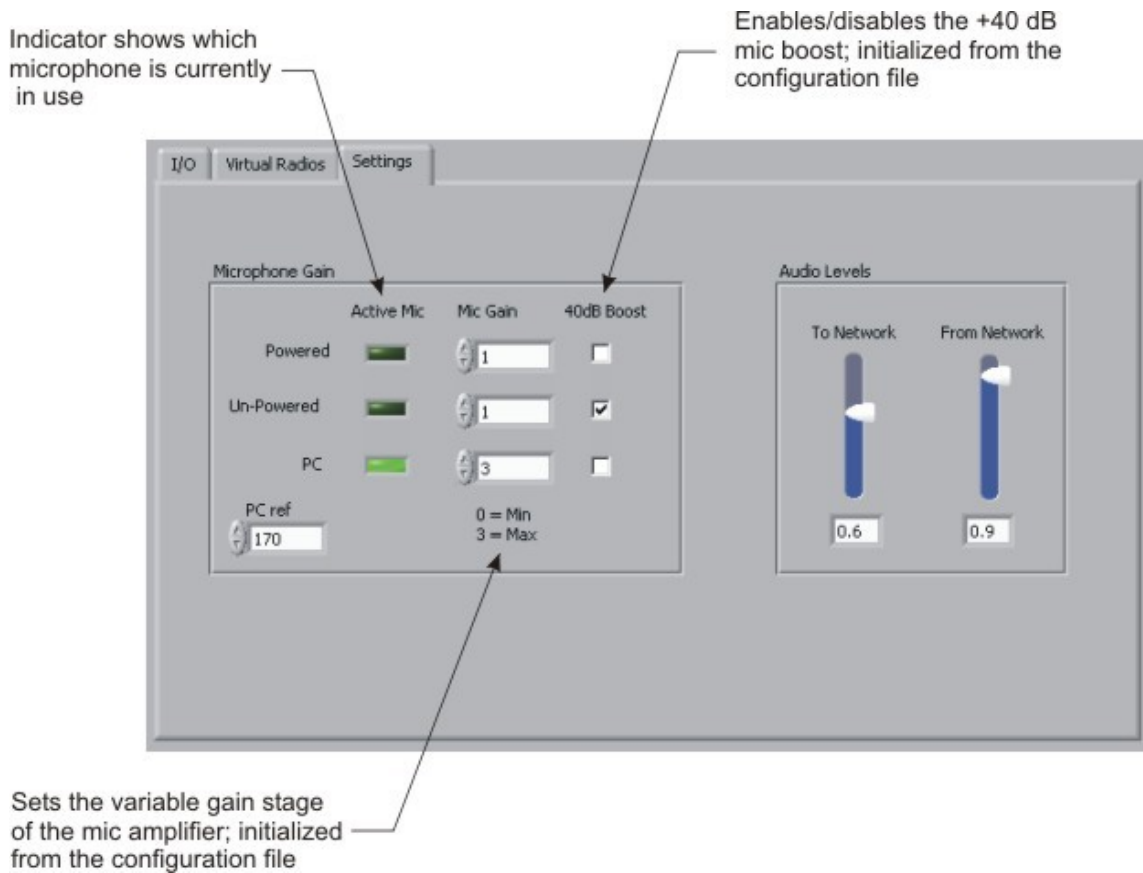 Indicator shows which
microphone is currently
in use
Enables/disables the +40 dB
mic boost; initialized from the
configuration file
I/O Virtual Radios Settings
Microphone Gain
Active Mic Mic Gain 40dB Boost
Powered 1
Un-Powered 1
PC 3
PC ref
170
0 = Min
3 = Max
Audio Levels
To Network From Network
0.6 0.9
Sets the variable gain stage
of the mic amplifier; initialized
from the configuration file